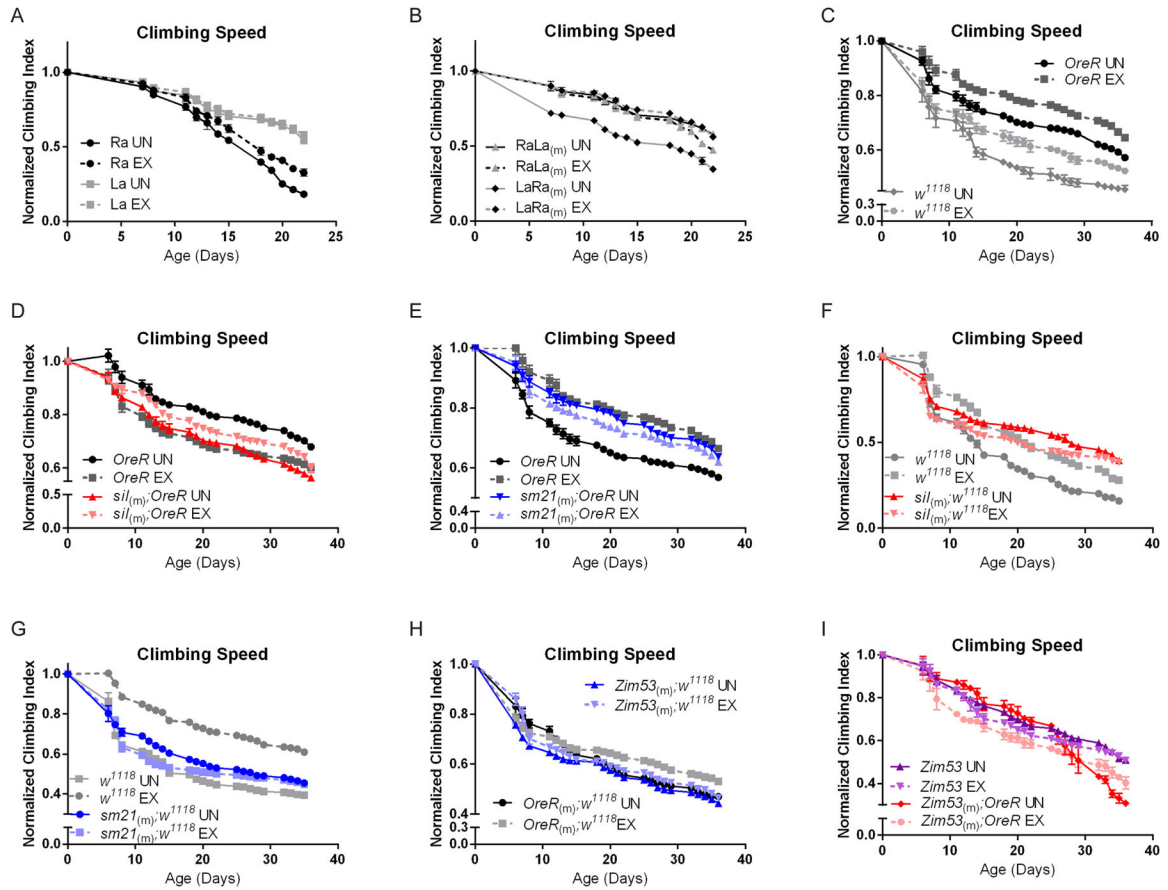 A
Climbing Speed
Normalized Climbing Index
1.0
0.75
0.50
0.25
0.0
Ra UN
Ra EX
La UN
La EX
0 5 10 15 20 25
Age (Days)
B
Climbing Speed
Normalized Climbing Index
1.0
0.75
0.50
0.25
0.0
RaLa(m) UN
RaLa(m) EX
LaRa(m) UN
LaRa(m) EX
0 5 10 15 20 25
Age (Days)
C
Climbing Speed
Normalized Climbing Index
1.0
0.8
0.6
0.3
0.0
OreR UN
OreR EX
w1118 UN
w1118 EX
0 10 20 30 40
Age (Days)
D
Climbing Speed
Normalized Climbing Index
1.0
0.8
0.6
0.5
0.0
OreR UN
OreR EX
sil(m);OreR UN
sil(m);OreR EX
0 10 20 30 40
Age (Days)
E
Climbing Speed
Normalized Climbing Index
1.0
0.8
0.6
0.4
0.0
OreR UN
OreR EX
sm21(m);OreR UN
sm21(m);OreR EX
0 10 20 30 40
Age (Days)
F
Climbing Speed
Normalized Climbing Index
1.0
0.5
0.0
w1118 UN
w1118 EX
sil(m);w1118 UN
sil(m);w1118EX
0 10 20 30 40
Age (Days)
G
Climbing Speed
Normalized Climbing Index
1.0
0.8
0.6
0.4
0.3
0.0
w1118 UN
w1118 EX
sm21(m);w1118 UN
sm21(m);w1118 EX
0 10 20 30 40
Age (Days)
H
Climbing Speed
Normalized Climbing Index
1.0
0.8
0.6
0.4
0.3
0.0
Zim53(m);w1118 UN
Zim53(m);w1118 EX
OreR(m);w1118 UN
OreR(m);w1118EX
0 10 20 30 40
Age (Days)
I
Climbing Speed
Normalized Climbing Index
1.0
0.8
0.6
0.4
0.2
0.0
Zim53 UN
Zim53 EX
Zim53(m);OreR UN
Zim53(m);OreR EX
0 10 20 30 40
Age (Days)